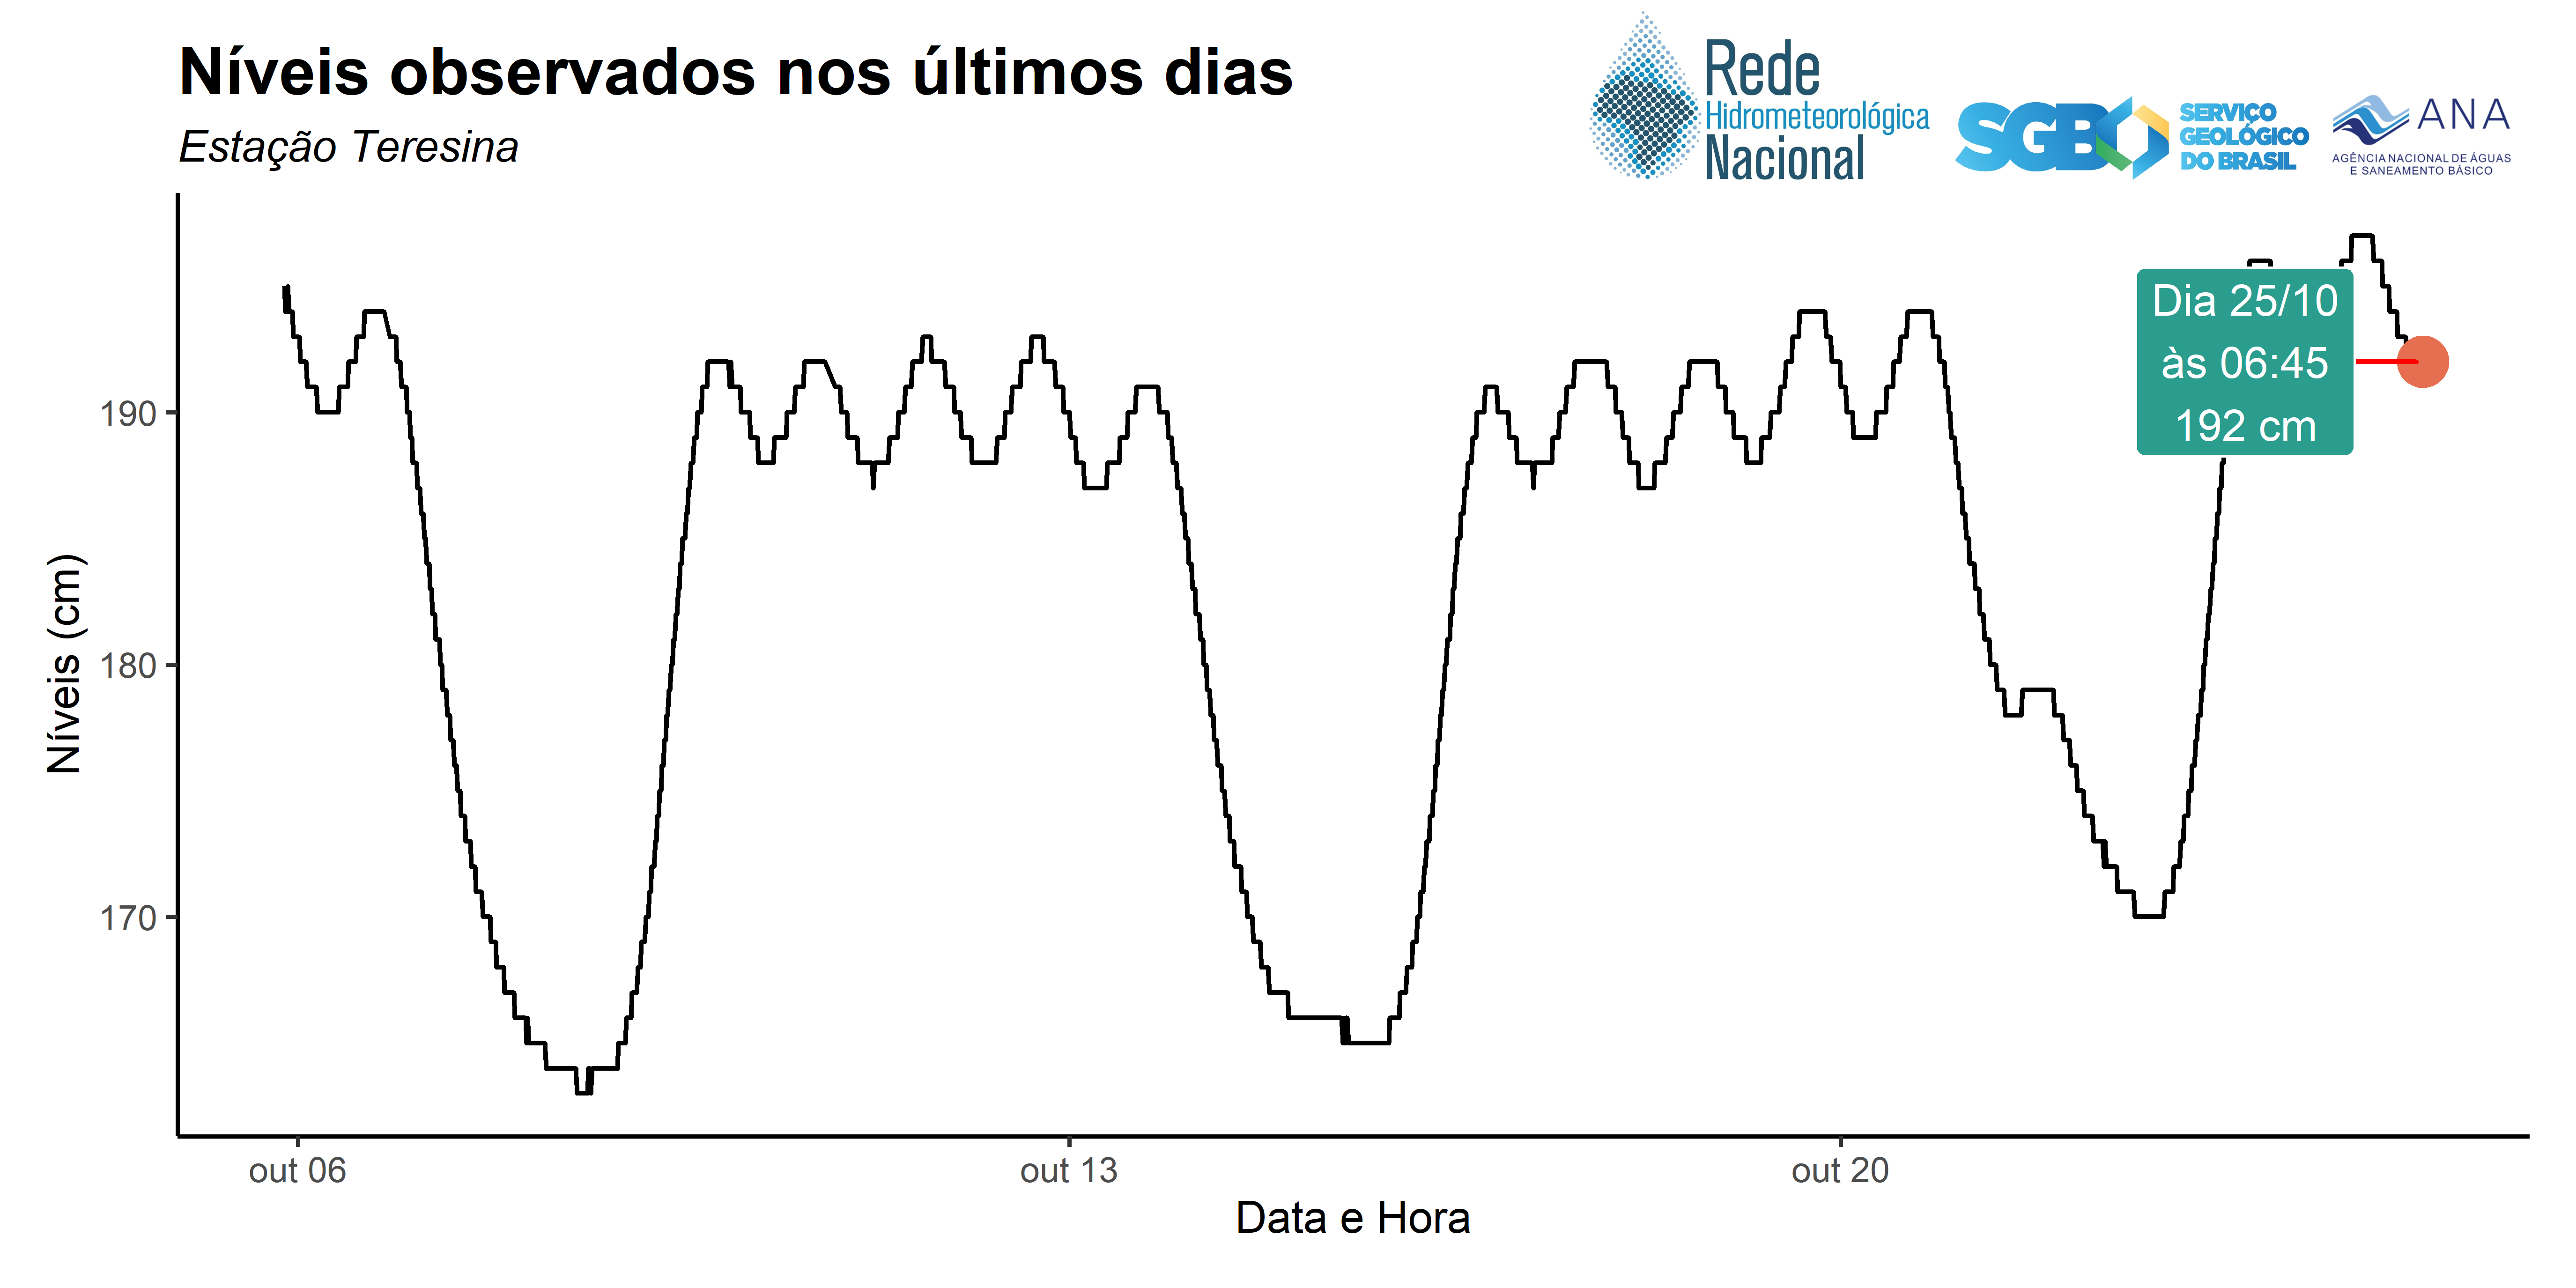 Níveis observados nos últimos dias
Estação Teresina
Rede
Hidrometeorológica
Nacional
SGB
SERVIÇO
GEOLÓGICO
DO BRASIL
ANA
AGÊNCIA NACIONAL DE ÁGUAS
E SANEAMENTO BÁSICO
Dia 25/10
às 06:45
192 cm
Níveis (cm)
190
180
170
out 06
out 13
out 20
Data e Hora